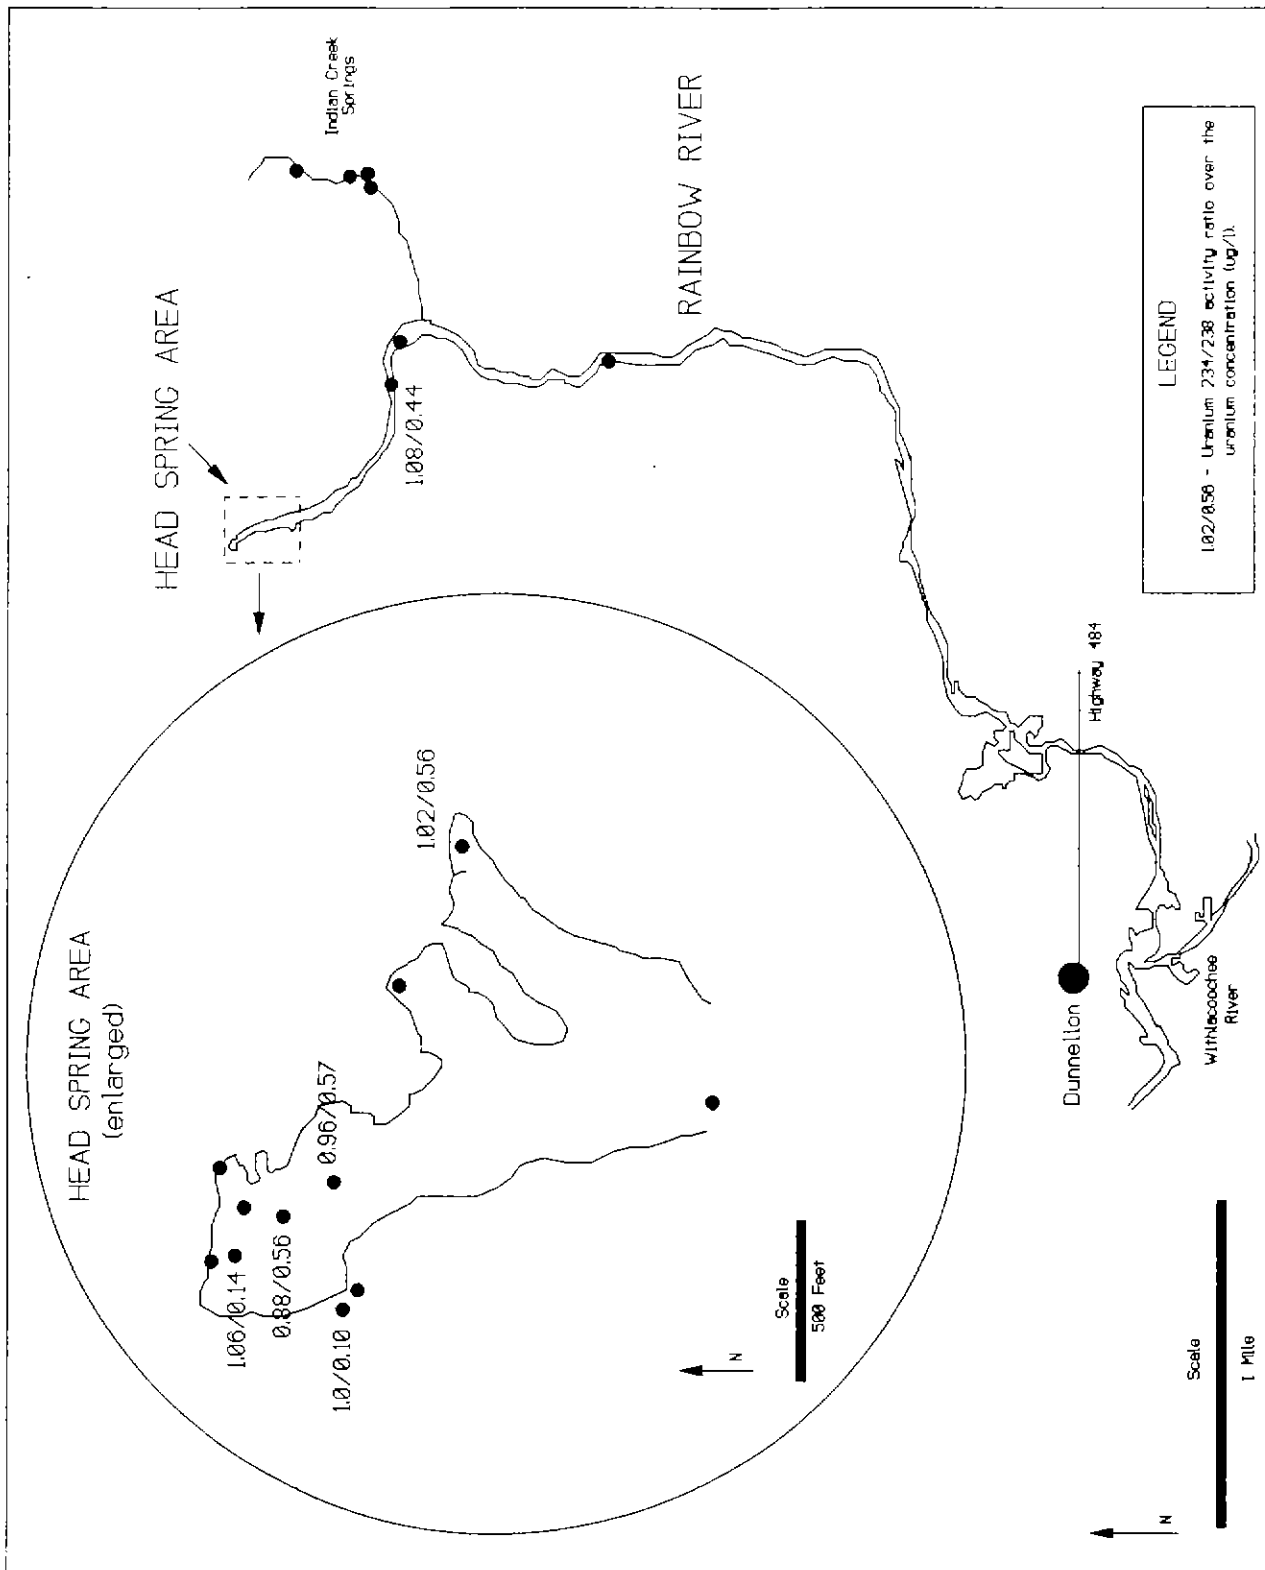 HEAD SPRING AREA
(enlarged)
1.06/0.14
0.88/0.56
1.0/0.10
0.96/0.57
1.02/0.56
Scale
500 Feet
N
HEAD SPRING AREA
Indian Creek
Springs
1.08/0.44
RAINBOW RIVER
Highway 484
Dunnellon
Withlacoochee
River
LEGEND
1.02/0.56 - Uranium 234/238 activity ratio over the
uranium concentration (ug/l).
Scale
1 Mile
N